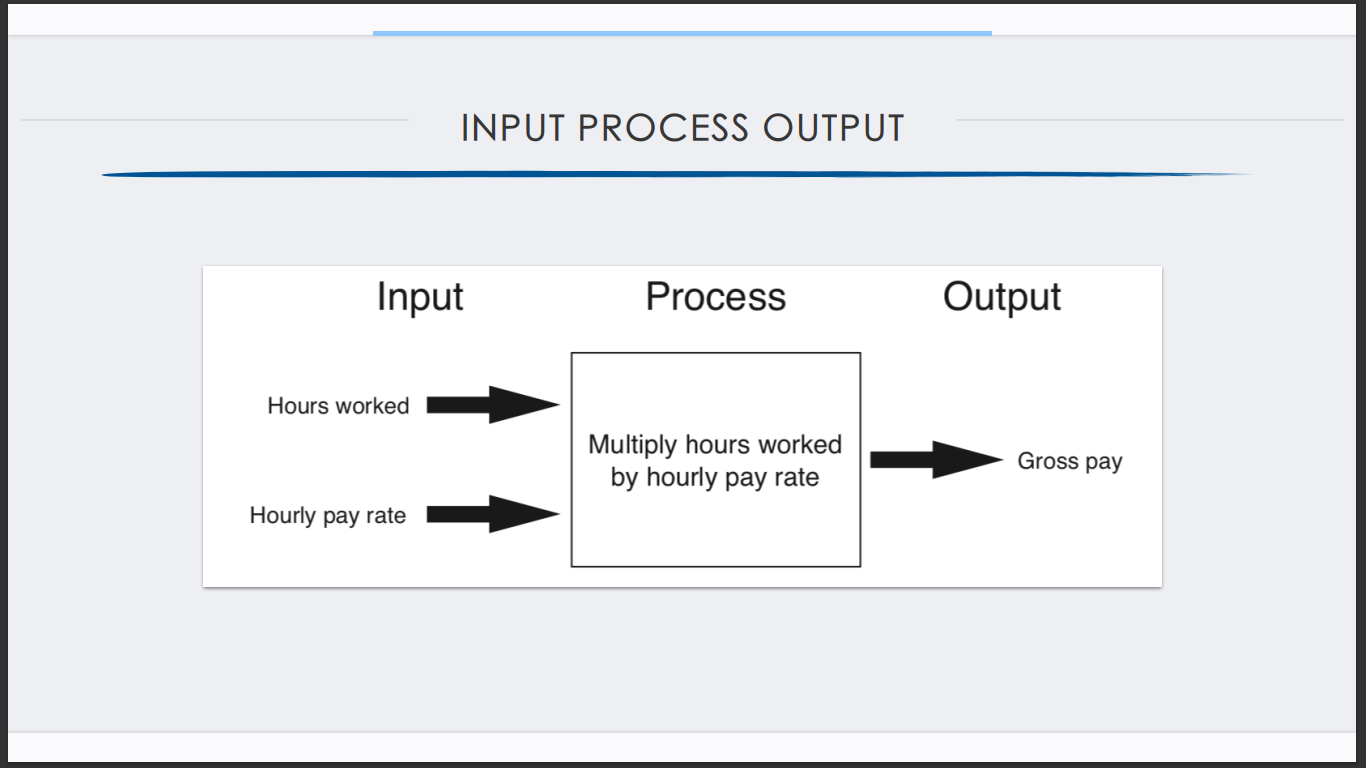 INPUT PROCESS OUTPUT
Input
Process
Output
Hours worked
Hourly pay rate
Multiply hours worked
by hourly pay rate
Gross pay